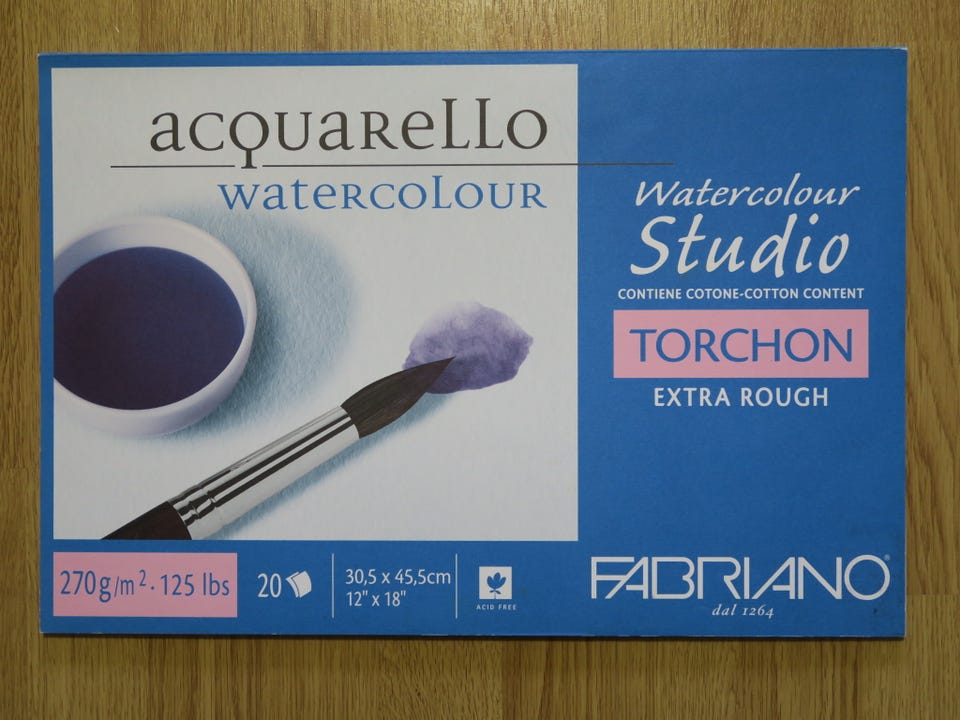 acquarello
watercolour
Watercolour
Studio
CONTIENE COTONE-COTTON CONTENT
TORCHON
EXTRA ROUGH
270g/m² · 125 lbs
20
30,5 x 45,5cm
12" x 18"
ACID FREE
FABRIANO®
dal 1264